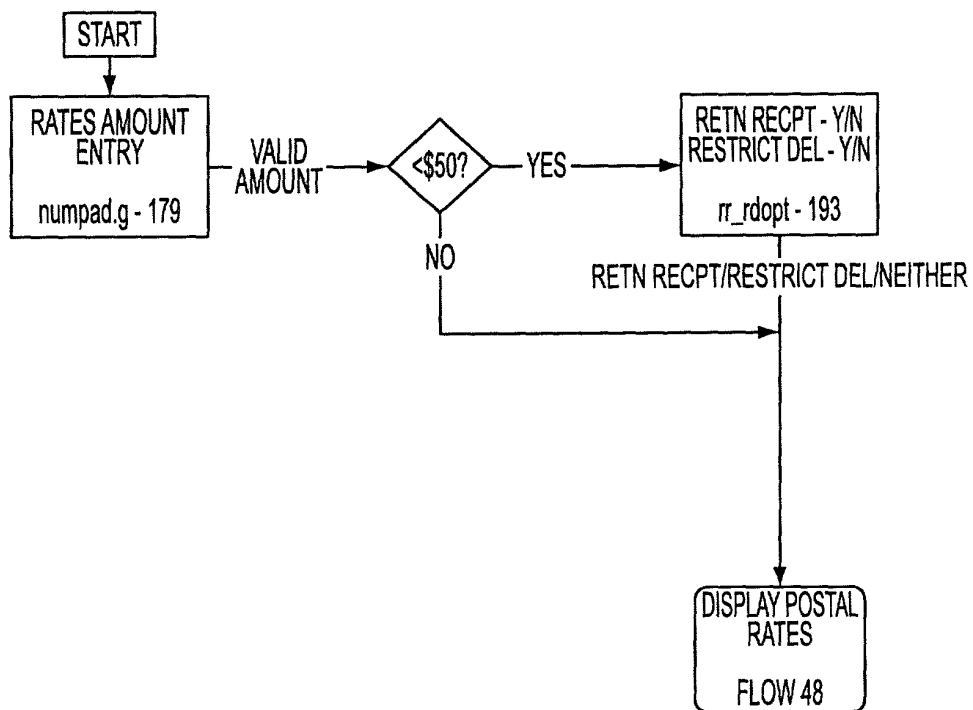 START
RATES AMOUNT
ENTRY
numpad.g - 179
VALID
AMOUNT
<$50?
YES
RETN RECPT - Y/N
RESTRICT DEL - Y/N
rr_rdopt - 193
NO
RETN RECPT/RESTRICT DEL/NEITHER
DISPLAY POSTAL
RATES
FLOW 48